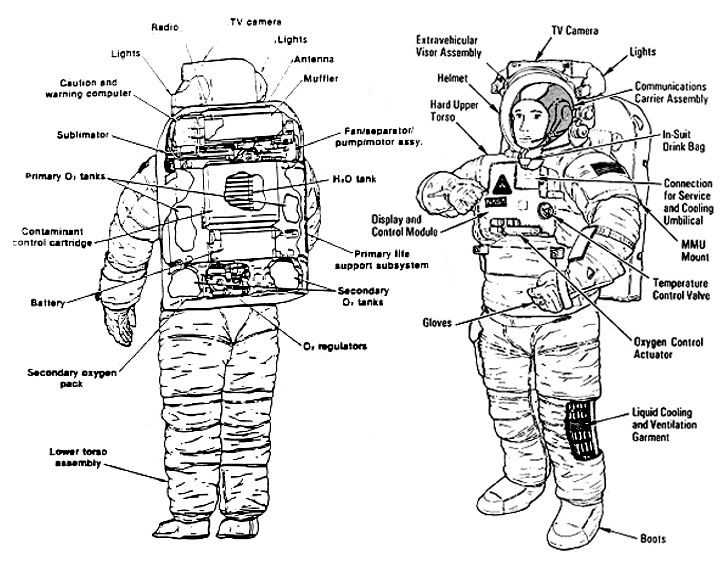 Radio
TV camera
Lights
Lights
Antenna
Muffler
Caution and
warning computer
Sublimator
Fan/separator/
pump/motor assy.
Primary O₂ tanks
H₂O tank
Contaminant
control cartridge
Primary life
support subsystem
Battery
Secondary
O₂ tanks
O₂ regulators
Secondary oxygen
pack
Lower torso
assembly
TV Camera
Extravehicular
Visor Assembly
Lights
Helmet
Communications
Carrier Assembly
Hard Upper
Torso
In-Suit
Drink Bag
Connection
for Service
and Cooling
Umbilical
Display and
Control Module
MMU
Mount
Temperature
Control Valve
Gloves
Oxygen Control
Actuator
Liquid Cooling
and Ventilation
Garment
Boots